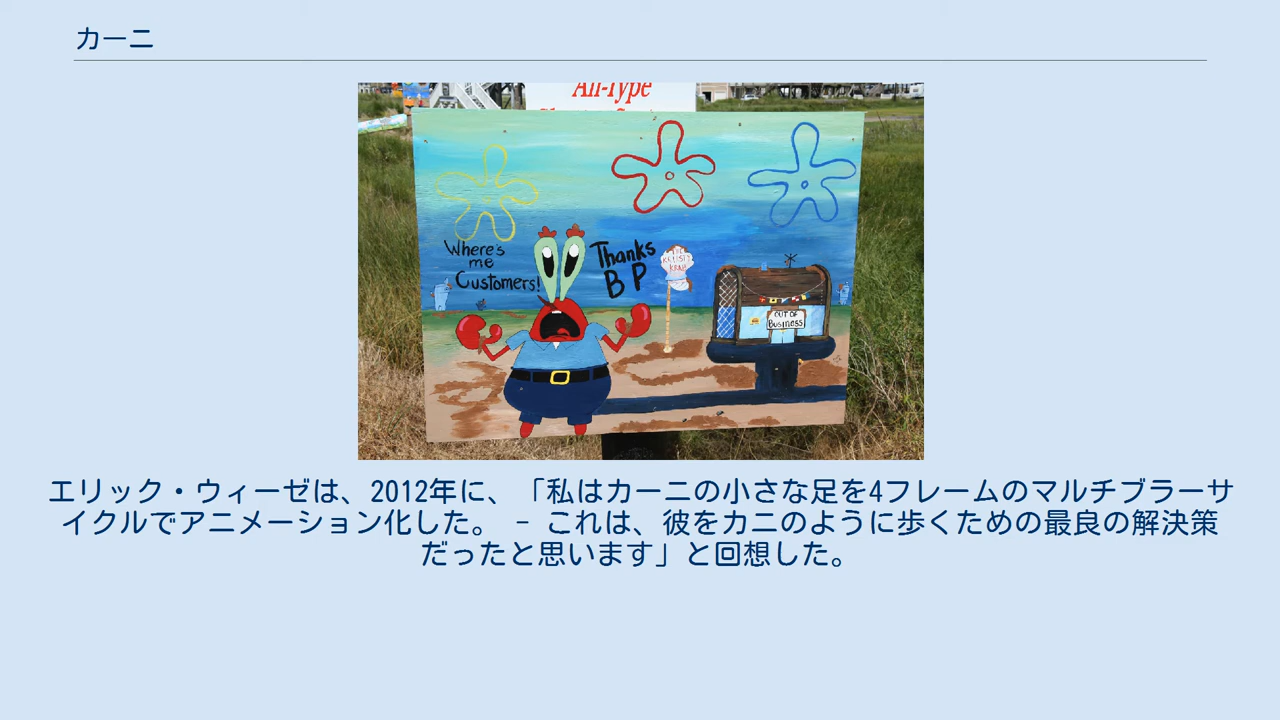 カーニ
All-Type
Where's
me
Customers!
Thanks
B P
KRAB
OUT OF
Business
エリック・ウィーゼは、2012年に、「私はカーニの小さな足を4フレームのマルチブラーサ
イクルでアニメーション化した。 - これは、彼をカニのように歩くための最良の解決策
だったと思います」と回想した。